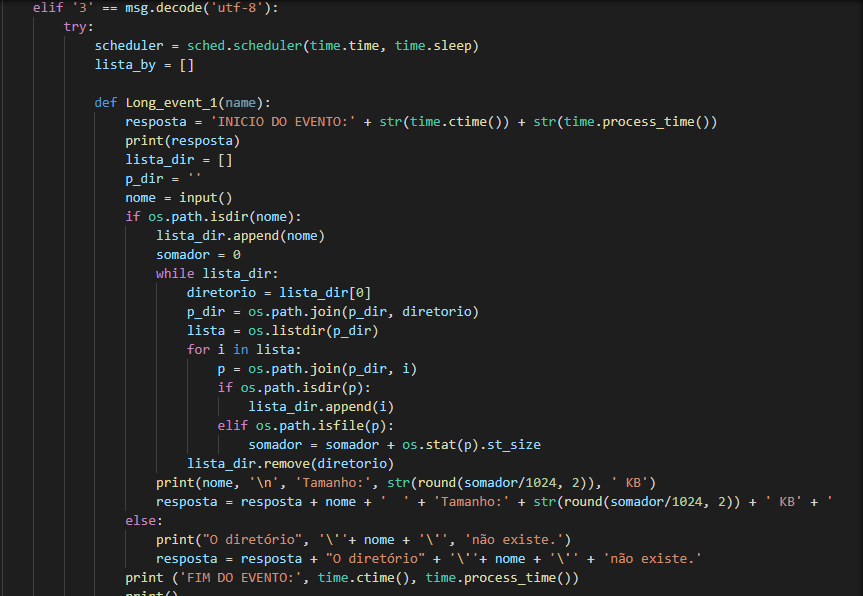 elif '3' == msg.decode('utf-8'):
try:
scheduler = sched.scheduler(time.time, time.sleep)
lista_by = []
def Long_event_1(name):
resposta = 'INICIO DO EVENTO:' + str(time.ctime()) + str(time.process_time())
print(resposta)
lista_dir = []
p_dir = ''
nome = input()
if os.path.isdir(nome):
lista_dir.append(nome)
somador = 0
while lista_dir:
diretorio = lista_dir[0]
p_dir = os.path.join(p_dir, diretorio)
lista = os.listdir(p_dir)
for i in lista:
p = os.path.join(p_dir, i)
if os.path.isdir(p):
lista_dir.append(i)
elif os.path.isfile(p):
somador = somador + os.stat(p).st_size
lista_dir.remove(diretorio)
print(nome, '\n', 'Tamanho:', str(round(somador/1024, 2)), ' KB')
resposta = resposta + nome + '  ' + 'Tamanho:' + str(round(somador/1024, 2)) + ' KB' + '
else:
print("O diretório", '\''+ nome + '\'', 'não existe.')
resposta = resposta + "O diretório" + '\''+ nome + '\'' + 'não existe.'
print ('FIM DO EVENTO:', time.ctime(), time.process_time())
print()